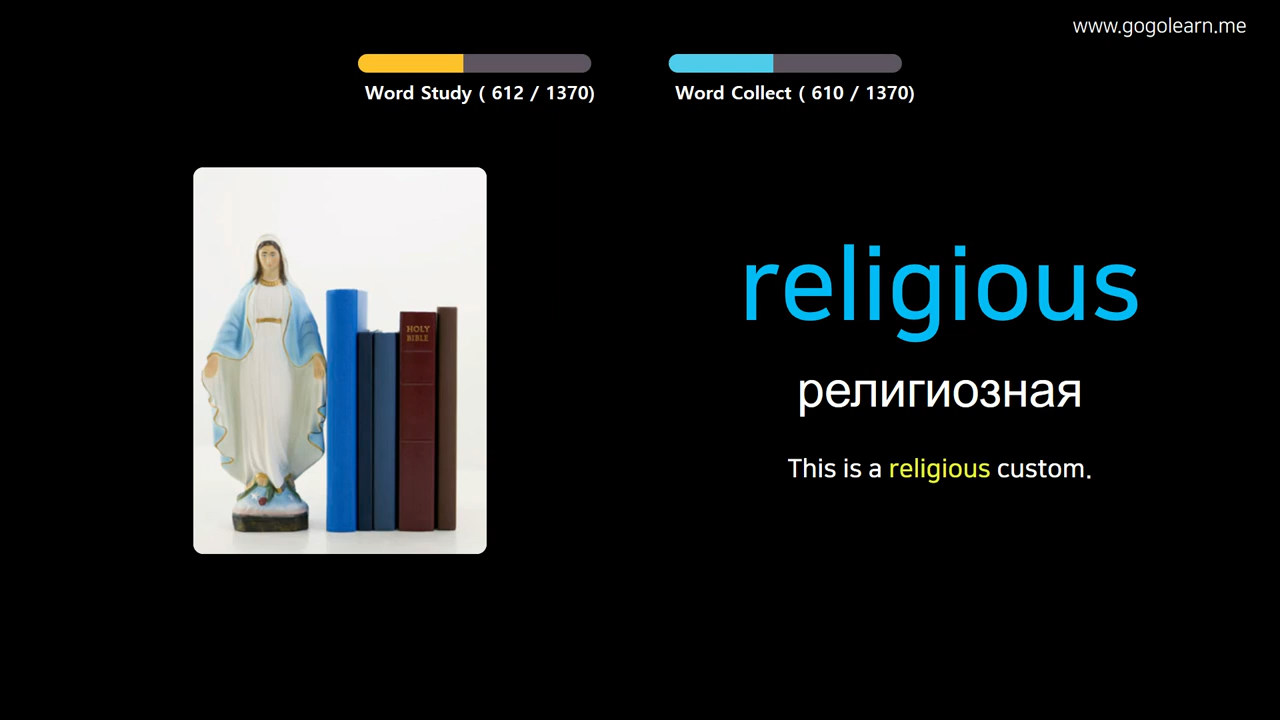 www.gogolearn.me
Word Study ( 612 / 1370)
Word Collect ( 610 / 1370)
HOLY
BIBLE
religious
религиозная
This is a religious custom.